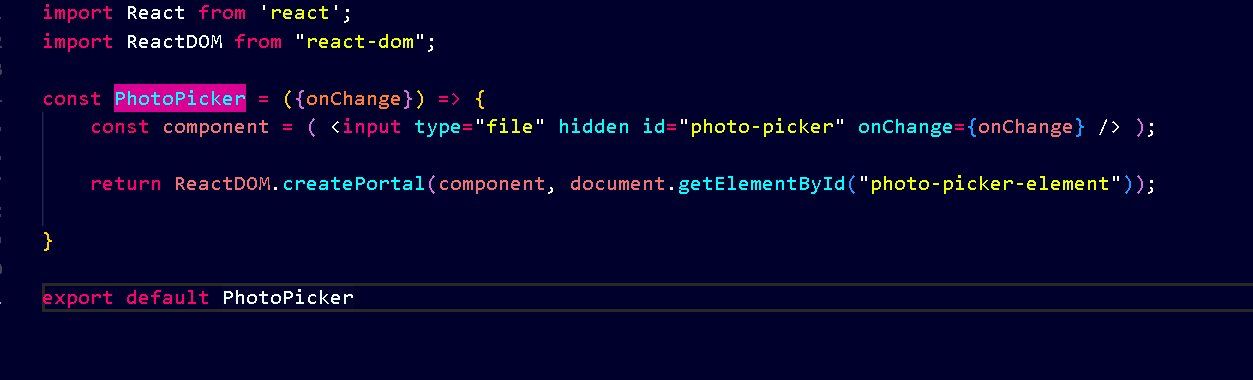 import React from 'react';
import ReactDOM from "react-dom";
const PhotoPicker = ({onChange}) => {
const component = ( <input type="file" hidden id="photo-picker" onChange={onChange} /> );
return ReactDOM.createPortal(component, document.getElementById("photo-picker-element"));
}
export default PhotoPicker